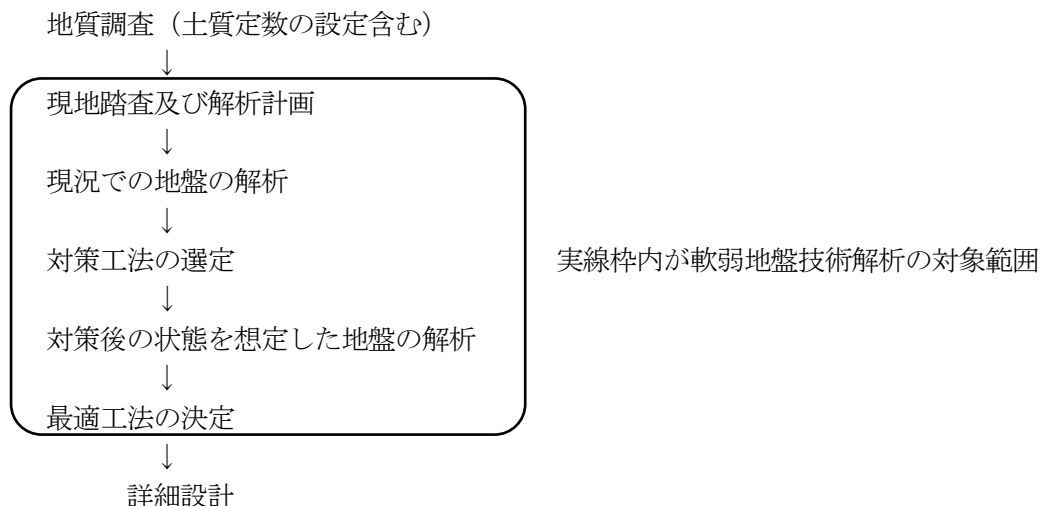 地質調査（土質定数の設定含む）
↓
現地踏査及び解析計画
↓
現況での地盤の解析
↓
対策工法の選定
実線枠内が軟弱地盤技術解析の対象範囲
↓
対策後の状態を想定した地盤の解析
↓
最適工法の決定
↓
詳細設計